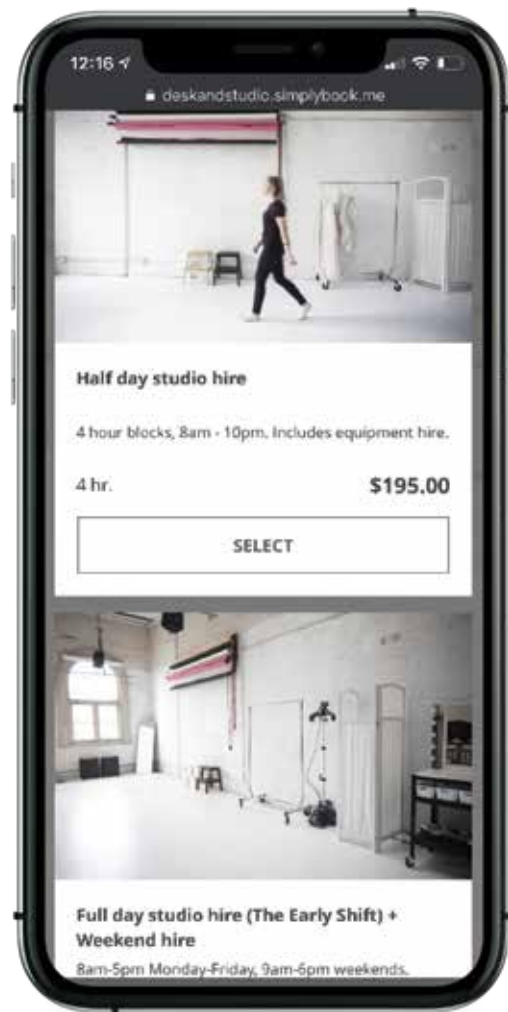 12:16
deskandstudio.simplybook.me
Half day studio hire
4 hour blocks, 8am - 10pm. Includes equipment hire.
4 hr.
$195.00
SELECT
Full day studio hire (The Early Shift) +
Weekend hire
8am-5pm Monday-Friday, 9am-6pm weekends.